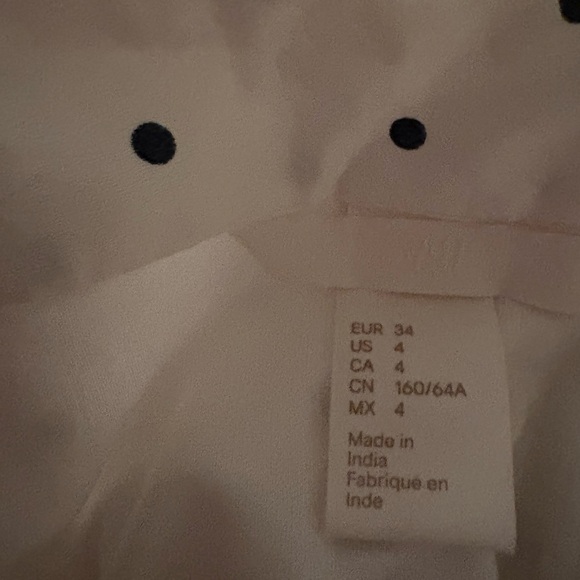 EUR 34
US 4
CA 4
CN 160/64A
MX 4
Made in
India
Fabriqué en
Inde